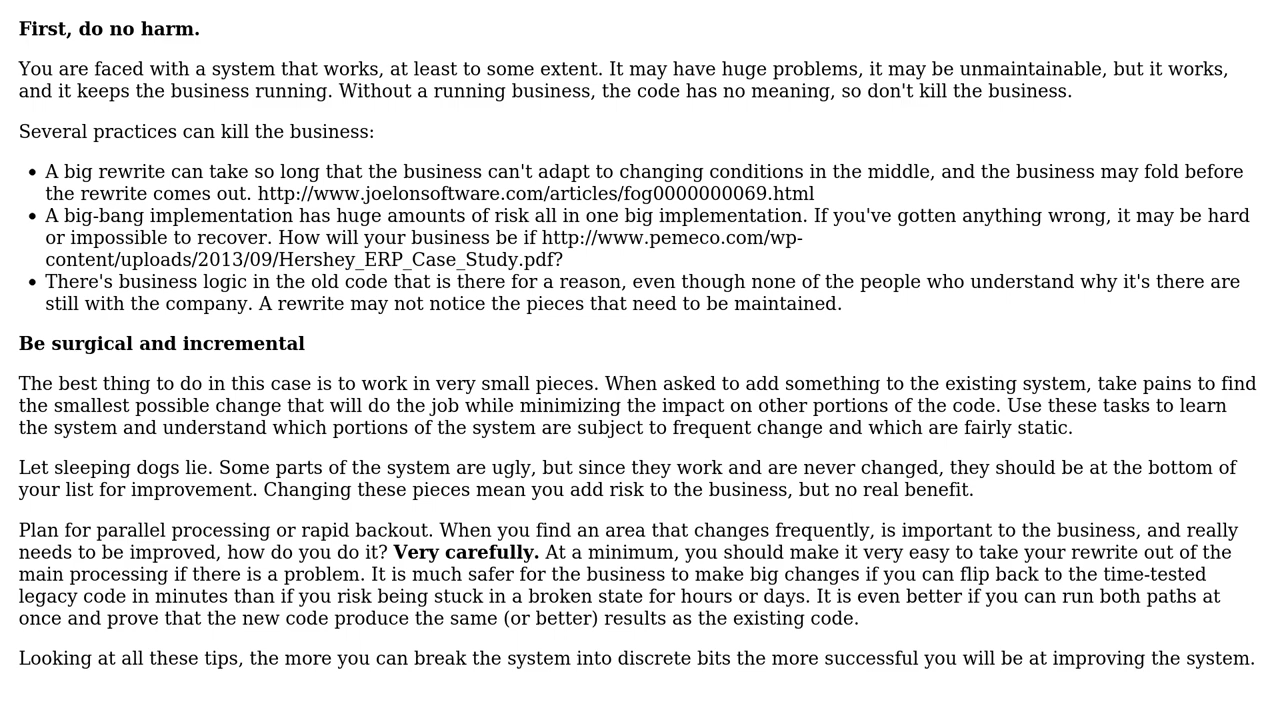 First, do no harm.
You are faced with a system that works, at least to some extent. It may have huge problems, it may be unmaintainable, but it works,
and it keeps the business running. Without a running business, the code has no meaning, so don't kill the business.
Several practices can kill the business:
• A big rewrite can take so long that the business can't adapt to changing conditions in the middle, and the business may fold before
the rewrite comes out. http://www.joelonsoftware.com/articles/fog0000000069.html
• A big-bang implementation has huge amounts of risk all in one big implementation. If you've gotten anything wrong, it may be hard
or impossible to recover. How will your business be if http://www.pemeco.com/wp-
content/uploads/2013/09/Hershey_ERP_Case_Study.pdf?
• There's business logic in the old code that is there for a reason, even though none of the people who understand why it's there are
still with the company. A rewrite may not notice the pieces that need to be maintained.
Be surgical and incremental
The best thing to do in this case is to work in very small pieces. When asked to add something to the existing system, take pains to find
the smallest possible change that will do the job while minimizing the impact on other portions of the code. Use these tasks to learn
the system and understand which portions of the system are subject to frequent change and which are fairly static.
Let sleeping dogs lie. Some parts of the system are ugly, but since they work and are never changed, they should be at the bottom of
your list for improvement. Changing these pieces mean you add risk to the business, but no real benefit.
Plan for parallel processing or rapid backout. When you find an area that changes frequently, is important to the business, and really
needs to be improved, how do you do it? Very carefully. At a minimum, you should make it very easy to take your rewrite out of the
main processing if there is a problem. It is much safer for the business to make big changes if you can flip back to the time-tested
legacy code in minutes than if you risk being stuck in a broken state for hours or days. It is even better if you can run both paths at
once and prove that the new code produce the same (or better) results as the existing code.
Looking at all these tips, the more you can break the system into discrete bits the more successful you will be at improving the system.